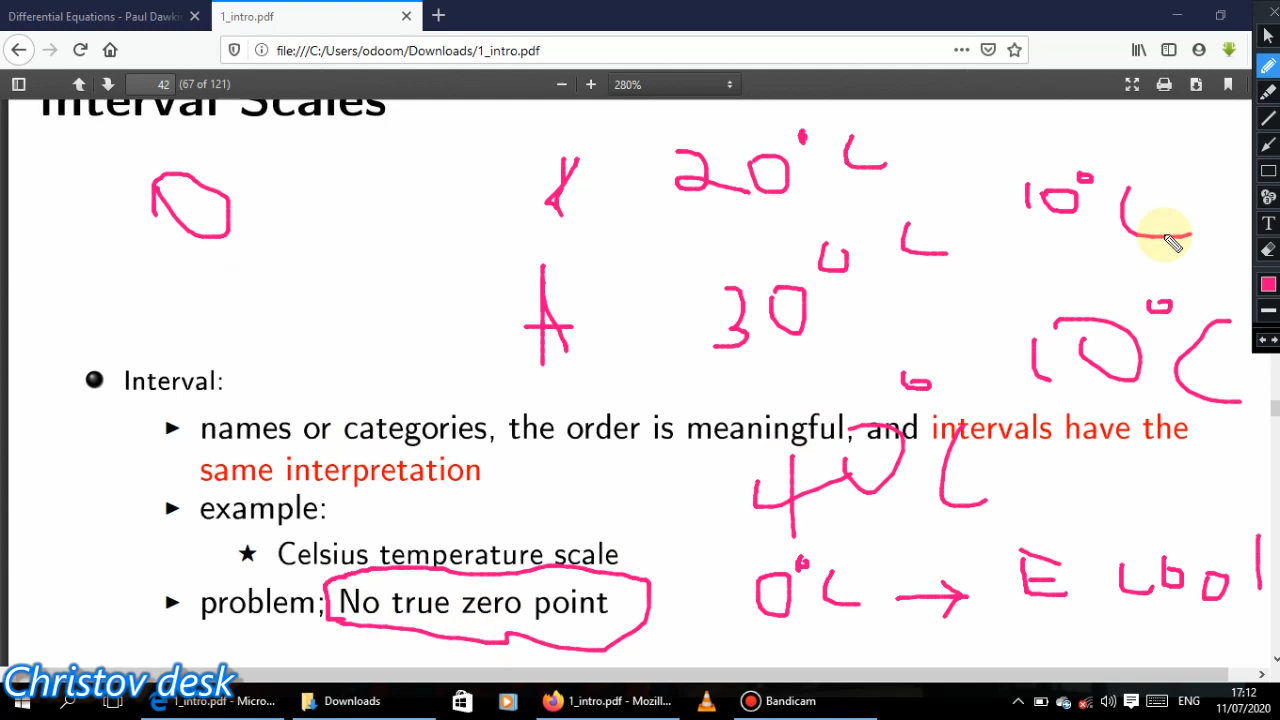 Differential Equations - Paul Dawki
1_intro.pdf
file:///C:/Users/odoom/Downloads/1_intro.pdf
42 (67 of 121)
280%
Interval Scales
20°C
10°C
30°C
10°C
Interval:
names or categories, the order is meaningful, and intervals have the
same interpretation
40°C
example:
Celsius temperature scale
problem; No true zero point
0°C → E cool
Christov desk
1_intro.pdf - Micro...
Downloads
1_intro.pdf - Mozill...
Bandicam
ENG
17:12
11/07/2020